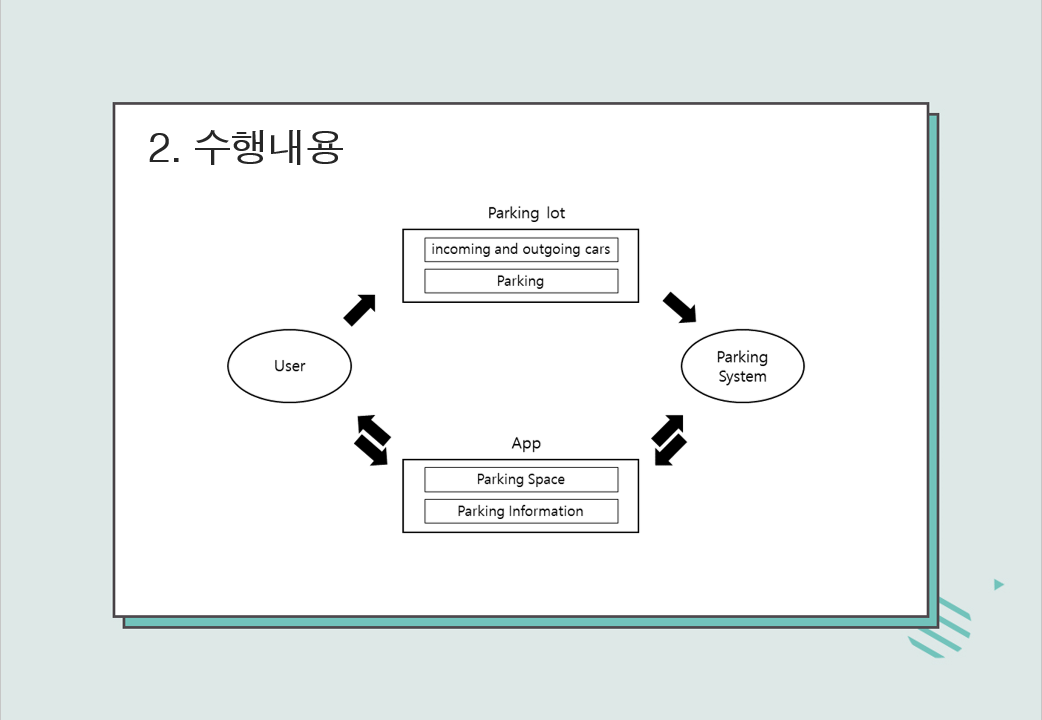 2. 수행내용
Parking lot
incoming and outgoing cars
Parking
User
Parking
System
App
Parking Space
Parking Information